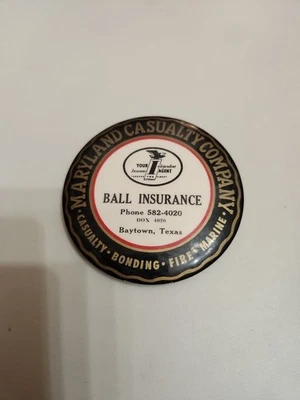 MARYLAND CASUALTY COMPANY
YOUR Independent
Insurance AGENT
BALL INSURANCE
Phone 582-4020
BOX 4020
Baytown, Texas
· CASUALTY · BONDING · FIRE · MARINE ·